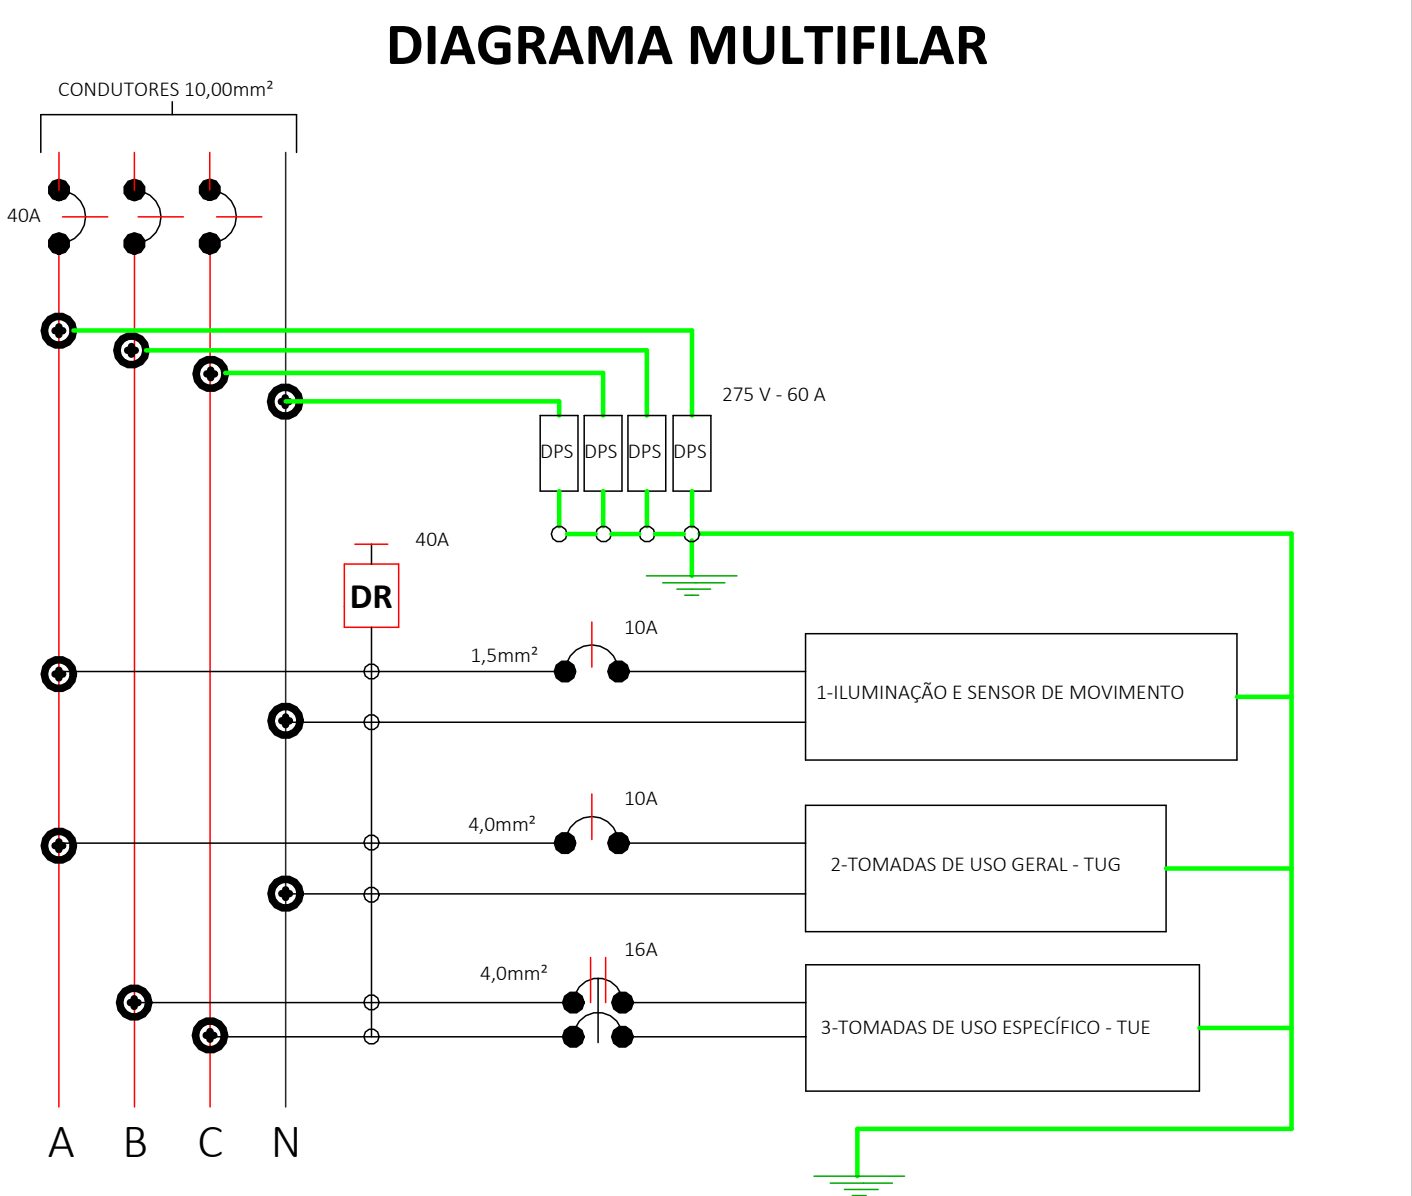 DIAGRAMA MULTIFILAR
CONDUTORES 10,00mm²
40A
275 V - 60 A
DPS DPS DPS DPS
40A
DR
10A
1,5mm²
1-ILUMINAÇÃO E SENSOR DE MOVIMENTO
10A
4,0mm²
2-TOMADAS DE USO GERAL - TUG
16A
4,0mm²
3-TOMADAS DE USO ESPECÍFICO - TUE
A B C N